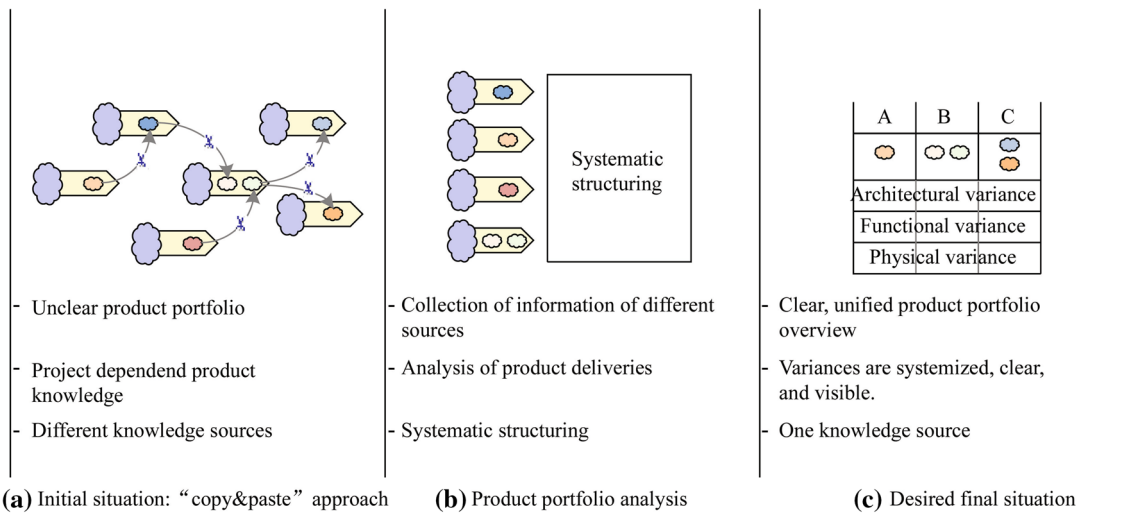 - Unclear product portfolio
- Project dependend product
knowledge
- Different knowledge sources
(a) Initial situation: “copy&paste” approach
Systematic
structuring
- Collection of information of different
sources
- Analysis of product deliveries
- Systematic structuring
(b) Product portfolio analysis
A B C
Architectural variance
Functional variance
Physical variance
- Clear, unified product portfolio
overview
- Variances are systemized, clear,
and visible.
- One knowledge source
(c) Desired final situation